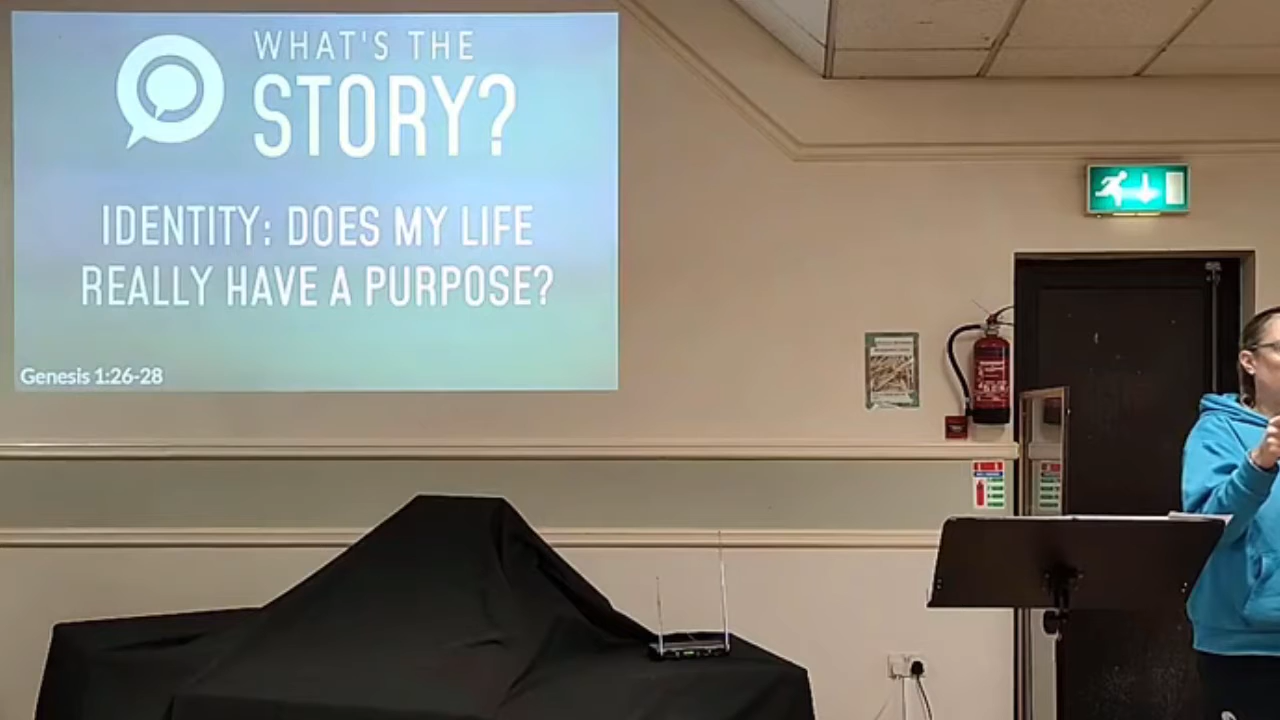 WHAT'S THE
STORY?
IDENTITY: DOES MY LIFE
REALLY HAVE A PURPOSE?
Genesis 1:26-28